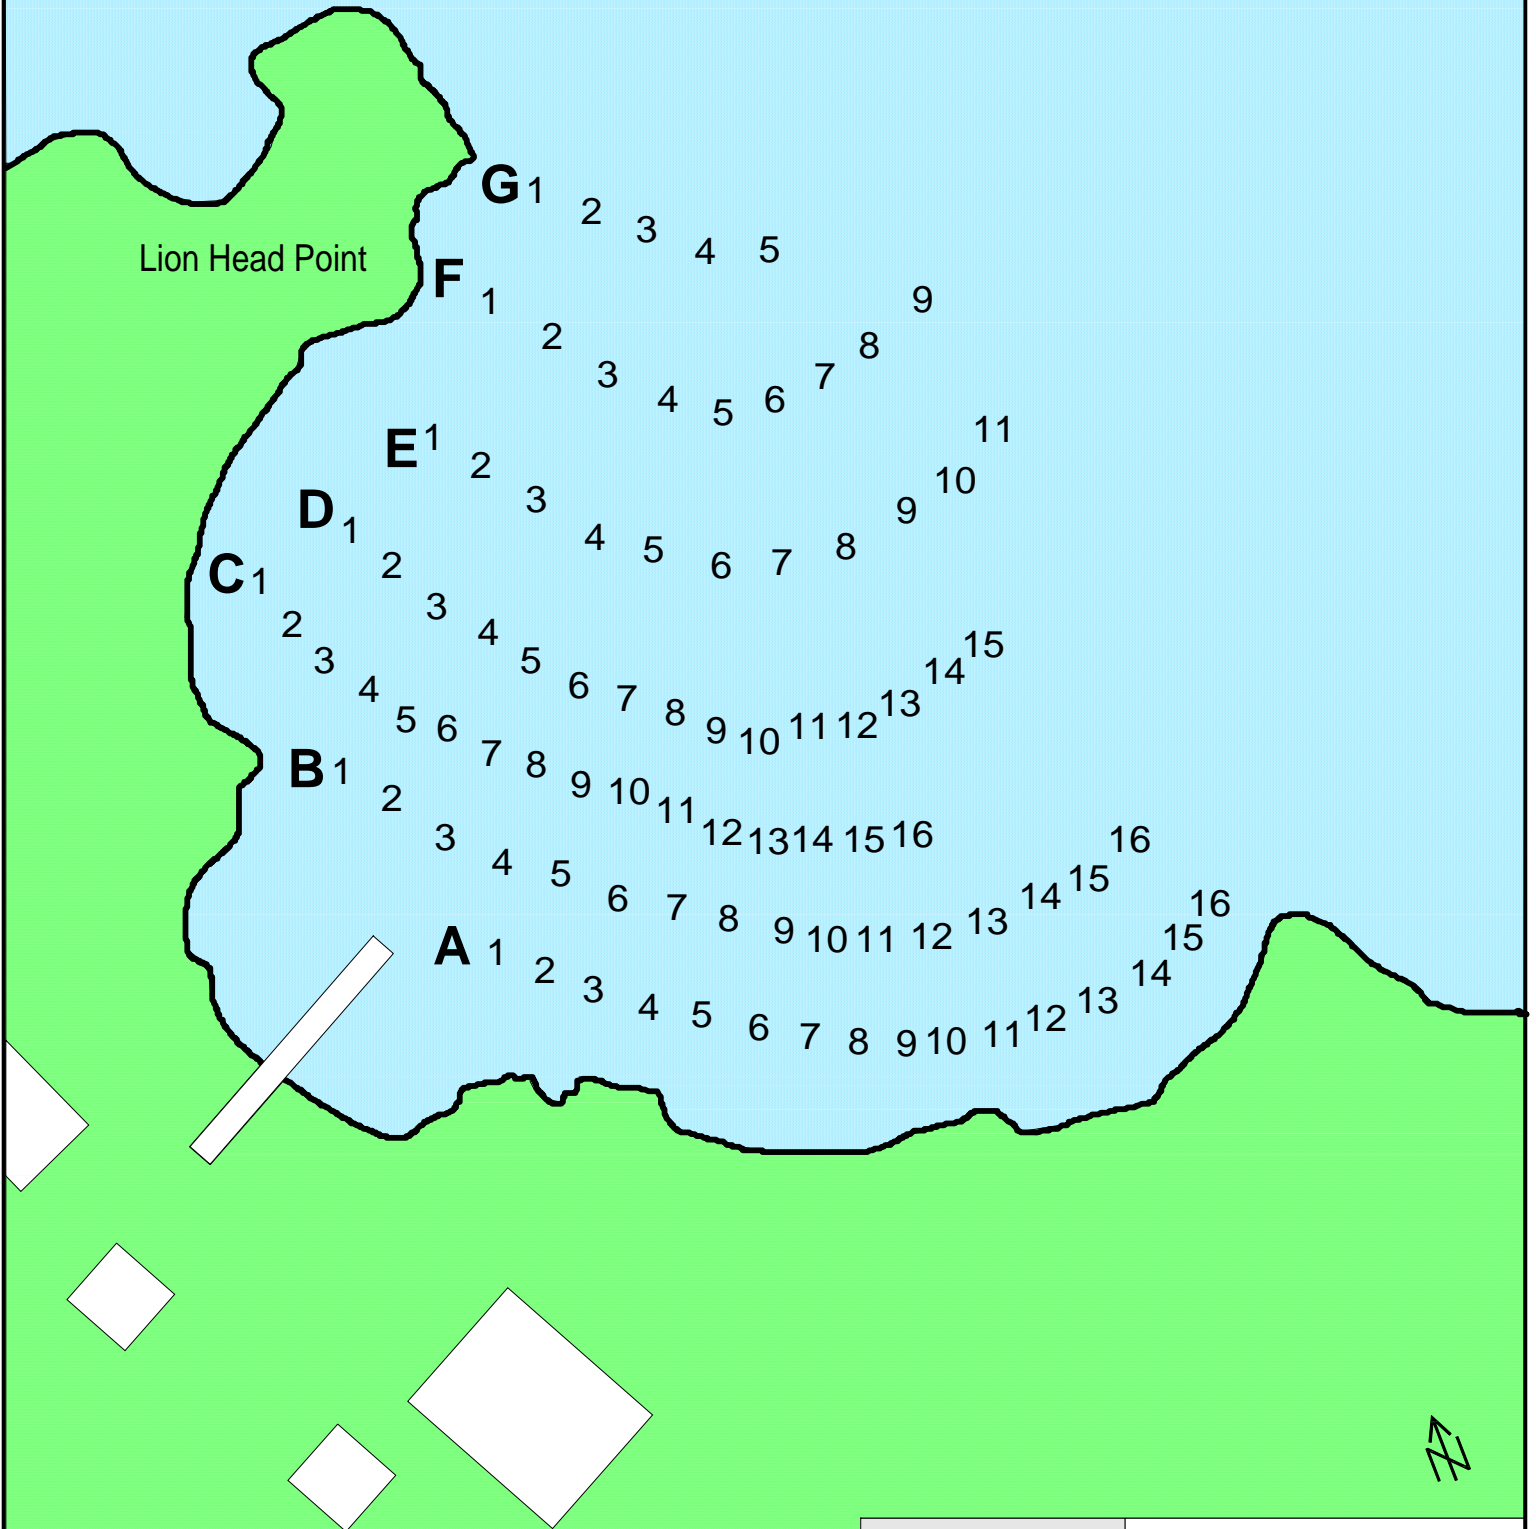 G 1 2 3 4 5
Lion Head Point
F 1 2 3 4 5 6 7 8 9
E 1 2 3 4 5 6 7 8 9 10 11
D 1 2 3 4 5 6 7 8 9 10 11 12 13 14 15
C 1 2 3 4 5 6 7 8 9 10 11 12 13 14 15 16
B 1 2 3 4 5 6 7 8 9 10 11 12 13 14 15 16
A 1 2 3 4 5 6 7 8 9 10 11 12 13 14 15 16
N